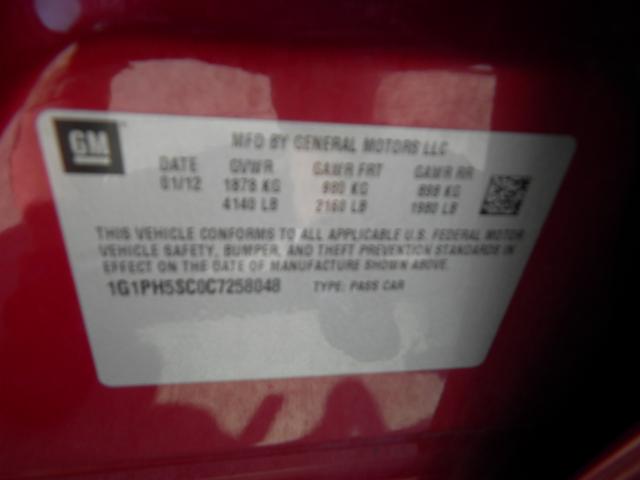 GM
MFD BY GENERAL MOTORS LLC
DATE GVWR GAWR FRT GAWR RR
01/12 1878 KG 980 KG 898 KG
4140 LB 2160 LB 1980 LB
THIS VEHICLE CONFORMS TO ALL APPLICABLE U.S. FEDERAL MOTOR
VEHICLE SAFETY, BUMPER, AND THEFT PREVENTION STANDARDS IN
EFFECT ON THE DATE OF MANUFACTURE SHOWN ABOVE.
1G1PH5SC0C7258048 TYPE: PASS CAR